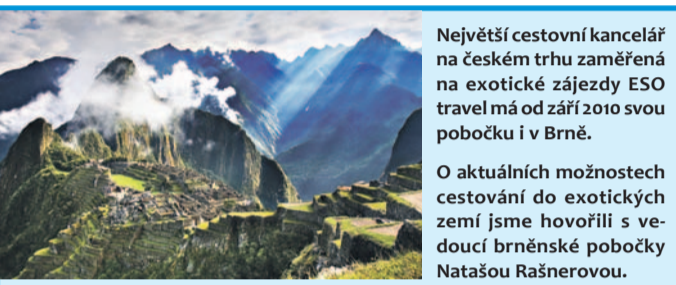 Největší cestovní kancelář
na českém trhu zaměřená
na exotické zájezdy ESO
travel má od září 2010 svou
pobočku i v Brně.
O aktuálních možnostech
cestování do exotických
zemí jsme hovořili s ve-
doucí brněnské pobočky
Natašou Rašnerovou.